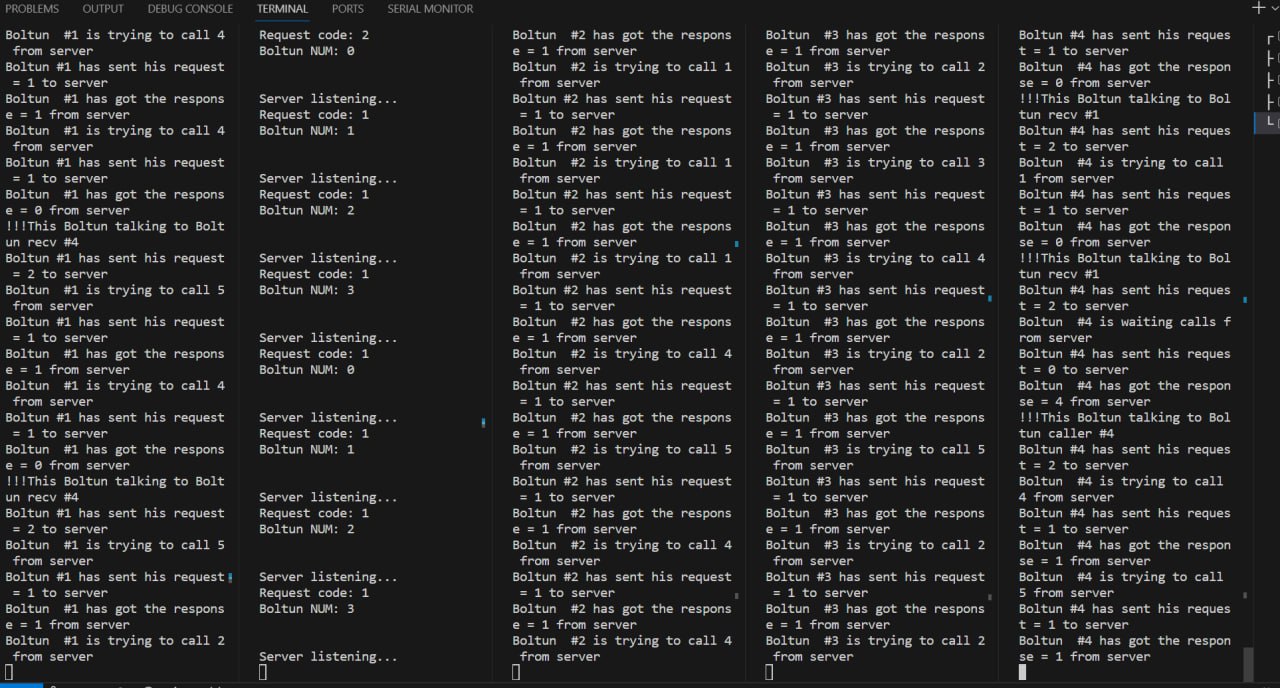 PROBLEMS OUTPUT DEBUG CONSOLE TERMINAL PORTS SERIAL MONITOR
Boltun  #1 is trying to call 4
 from server
Boltun #1 has sent his request
 = 1 to server
Boltun  #1 has got the respons
e = 1 from server
Boltun  #1 is trying to call 4
 from server
Boltun #1 has sent his request
 = 1 to server
Boltun  #1 has got the respons
e = 0 from server
!!!This Boltun talking to Bolt
un recv #4
Boltun #1 has sent his request
 = 2 to server
Boltun  #1 is trying to call 5
 from server
Boltun #1 has sent his request
 = 1 to server
Boltun  #1 has got the respons
e = 1 from server
Boltun  #1 is trying to call 4
 from server
Boltun #1 has sent his request
 = 1 to server
Boltun  #1 has got the respons
e = 0 from server
!!!This Boltun talking to Bolt
un recv #4
Boltun #1 has sent his request
 = 2 to server
Boltun  #1 is trying to call 5
 from server
Boltun #1 has sent his request
 = 1 to server
Boltun  #1 has got the respons
e = 1 from server
Boltun  #1 is trying to call 2
 from server
Request code: 2
Boltun NUM: 0
Server listening...
Request code: 1
Boltun NUM: 1
Server listening...
Request code: 1
Boltun NUM: 2
Server listening...
Request code: 1
Boltun NUM: 3
Server listening...
Request code: 1
Boltun NUM: 0
Server listening...
Request code: 1
Boltun NUM: 1
Server listening...
Request code: 1
Boltun NUM: 2
Server listening...
Request code: 1
Boltun NUM: 3
Server listening...
Boltun  #2 has got the respons
e = 1 from server
Boltun  #2 is trying to call 1
 from server
Boltun #2 has sent his request
 = 1 to server
Boltun  #2 has got the respons
e = 1 from server
Boltun  #2 is trying to call 1
 from server
Boltun #2 has sent his request
 = 1 to server
Boltun  #2 has got the respons
e = 1 from server
Boltun  #2 is trying to call 1
 from server
Boltun #2 has sent his request
 = 1 to server
Boltun  #2 has got the respons
e = 1 from server
Boltun  #2 is trying to call 4
 from server
Boltun #2 has sent his request
 = 1 to server
Boltun  #2 has got the respons
e = 1 from server
Boltun  #2 is trying to call 5
 from server
Boltun #2 has sent his request
 = 1 to server
Boltun  #2 has got the respons
e = 1 from server
Boltun  #2 is trying to call 4
 from server
Boltun #2 has sent his request
 = 1 to server
Boltun  #2 has got the respons
e = 1 from server
Boltun  #2 is trying to call 4
 from server
Boltun  #3 has got the respons
e = 1 from server
Boltun  #3 is trying to call 2
 from server
Boltun #3 has sent his request
 = 1 to server
Boltun  #3 has got the respons
e = 1 from server
Boltun  #3 is trying to call 3
 from server
Boltun #3 has sent his request
 = 1 to server
Boltun  #3 has got the respons
e = 1 from server
Boltun  #3 is trying to call 4
 from server
Boltun #3 has sent his request
 = 1 to server
Boltun  #3 has got the respons
e = 1 from server
Boltun  #3 is trying to call 2
 from server
Boltun #3 has sent his request
 = 1 to server
Boltun  #3 has got the respons
e = 1 from server
Boltun  #3 is trying to call 5
 from server
Boltun #3 has sent his request
 = 1 to server
Boltun  #3 has got the respons
e = 1 from server
Boltun  #3 is trying to call 2
 from server
Boltun #3 has sent his request
 = 1 to server
Boltun  #3 has got the respons
e = 1 from server
Boltun  #3 is trying to call 2
 from server
Boltun #4 has sent his reques
t = 1 to server
Boltun  #4 has got the respon
se = 0 from server
!!!This Boltun talking to Bol
tun recv #1
Boltun #4 has sent his reques
t = 2 to server
Boltun  #4 is trying to call
1 from server
Boltun #4 has sent his reques
t = 1 to server
Boltun  #4 has got the respon
se = 0 from server
!!!This Boltun talking to Bol
tun recv #1
Boltun #4 has sent his reques
t = 2 to server
Boltun  #4 is waiting calls f
rom server
Boltun #4 has sent his reques
t = 0 to server
Boltun  #4 has got the respon
se = 4 from server
!!!This Boltun talking to Bol
tun caller #4
Boltun #4 has sent his reques
t = 2 to server
Boltun  #4 is trying to call
4 from server
Boltun #4 has sent his reques
t = 1 to server
Boltun  #4 has got the respon
se = 1 from server
Boltun  #4 is trying to call
5 from server
Boltun #4 has sent his reques
t = 1 to server
Boltun  #4 has got the respon
se = 1 from server